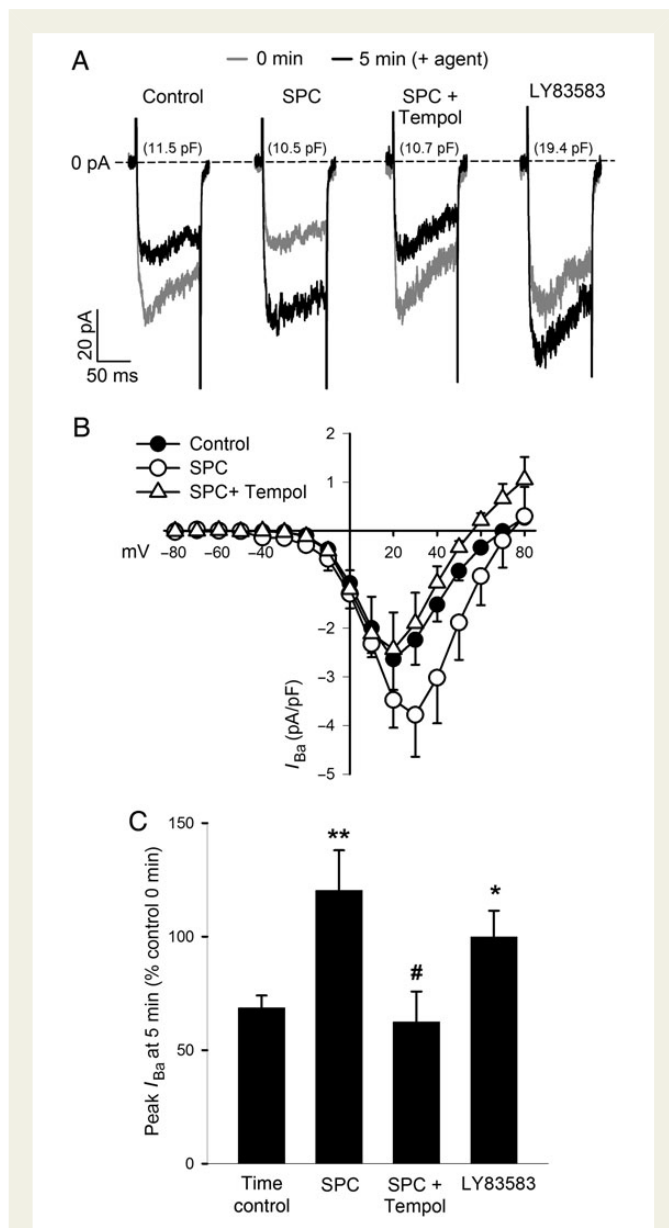 A
0 min
5 min (+ agent)
Control
SPC
SPC +
Tempol
LY83583
0 pA
(11.5 pF)
(10.5 pF)
(10.7 pF)
(19.4 pF)
20 pA
50 ms
B
Control
SPC
SPC+ Tempol
2
1
mV
-80
-60
-40
20
40
60
80
-2
-3
-4
-5
I Ba (pA/pF)
C
Peak I Ba at 5 min (% control 0 min)
150
100
50
0
**
#
*
Time
control
SPC
SPC +
Tempol
LY83583